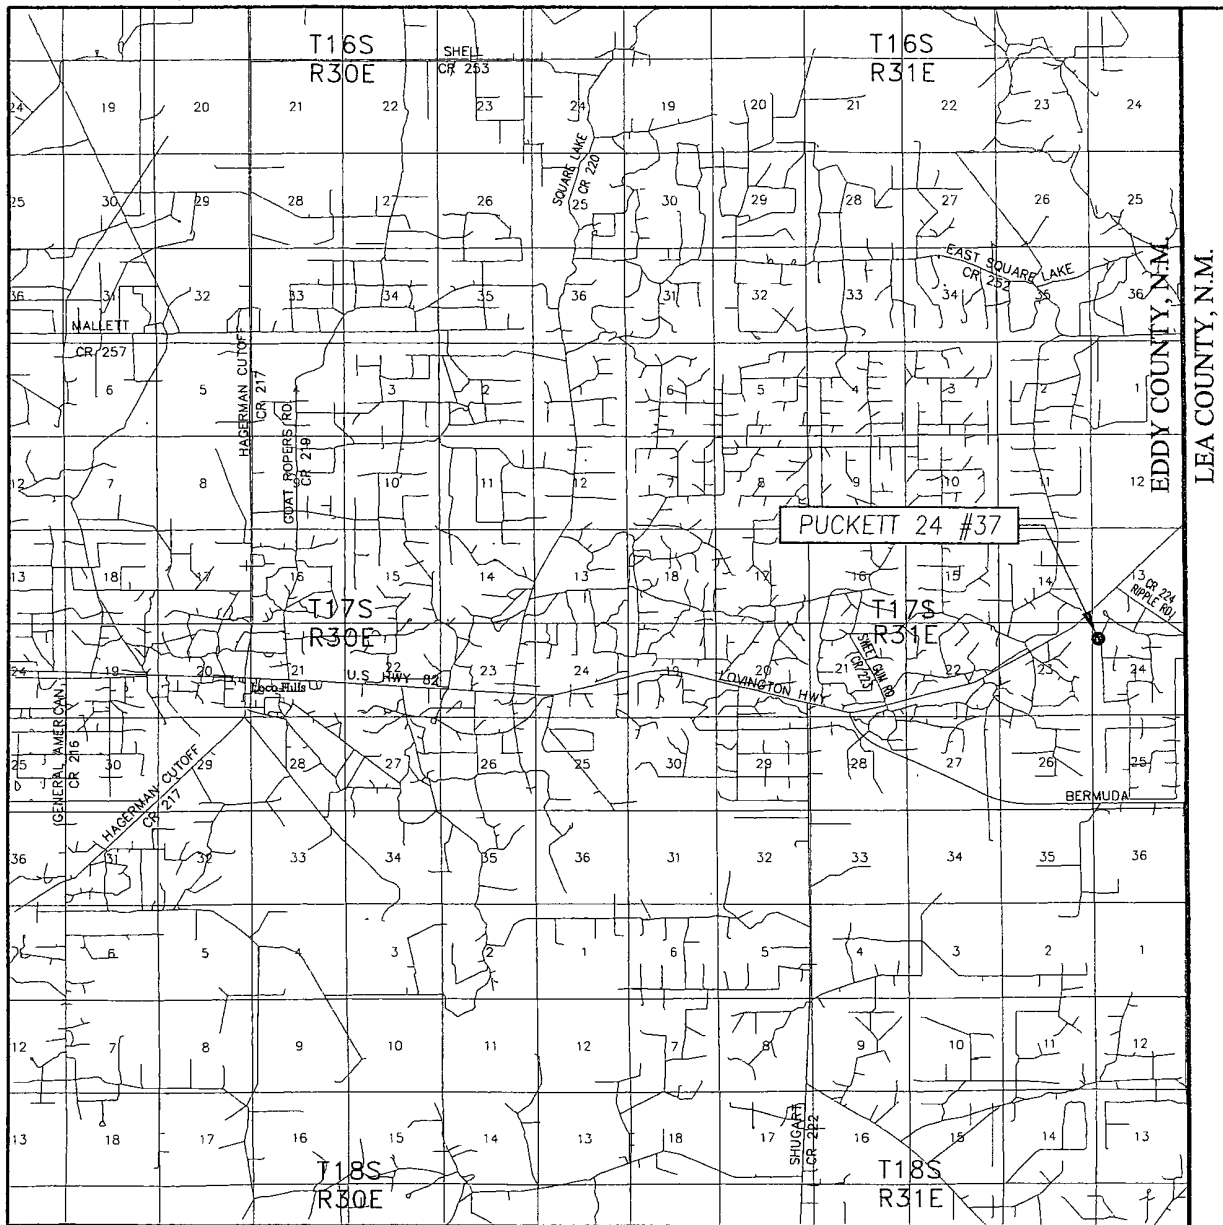 T16S T16S
R30E SHELL R31E
CR 253
24 19 20 21 22 23 24 19 20 21 22 23 24
SQUARE LAKE
CR 220
25 30 29 28 27 26 25 30 29 28 27 26 25
EAST SQUARE LAKE
CR 252
36 31 32 33 34 35 36 31 32 33 34 35 36
MALLETT
CR 257
HAGERMAN CUTOFF
CR 217
6 5 4 3 2 1 6 5 4 3 2 1
GOAT ROPERS RD.
CR 219
EDDY COUNTY, N.M.
LEA COUNTY, N.M.
12 7 8 9 10 11 12 7 8 9 10 11 12
PUCKETT 24 #37
13 18 17 16 15 14 13 18 17 16 15 14 13
CR 224
RIPPLE RD.
T17S T17S
R30E R31E
24 19 20 21 22 23 24 19 20 21 22 23 24
U.S HWY 82
Loco Hills
LOVINGTON HWY
SWEET GUM RD
GENERAL AMERICAN
CR 216
25 30 29 28 27 26 25 30 29 28 27 26 25
HAGERMAN CUTOFF
CR 217
BERMUDA
36 31 32 33 34 35 36 31 32 33 34 35 36
6 5 4 3 2 1 6 5 4 3 2 1
12 7 8 9 10 11 12 7 8 9 10 11 12
13 18 17 16 15 14 13 18 17 16 15 14 13
SHUGART
CR 222
T18S T18S
R30E R31E